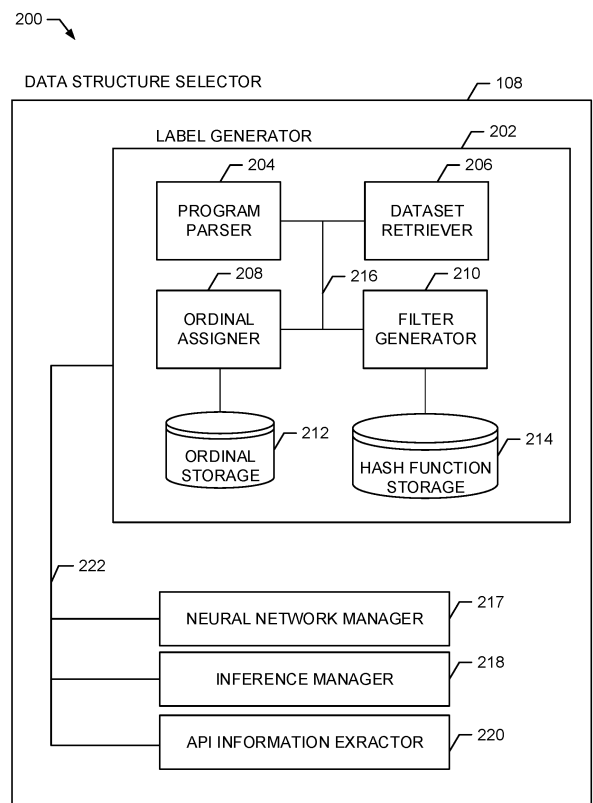 200
DATA STRUCTURE SELECTOR
108
LABEL GENERATOR
202
204
206
PROGRAM
PARSER
DATASET
RETRIEVER
208
216
210
ORDINAL
ASSIGNER
FILTER
GENERATOR
212
ORDINAL
STORAGE
214
HASH FUNCTION
STORAGE
222
NEURAL NETWORK MANAGER
217
INFERENCE MANAGER
218
API INFORMATION EXRACTOR
220